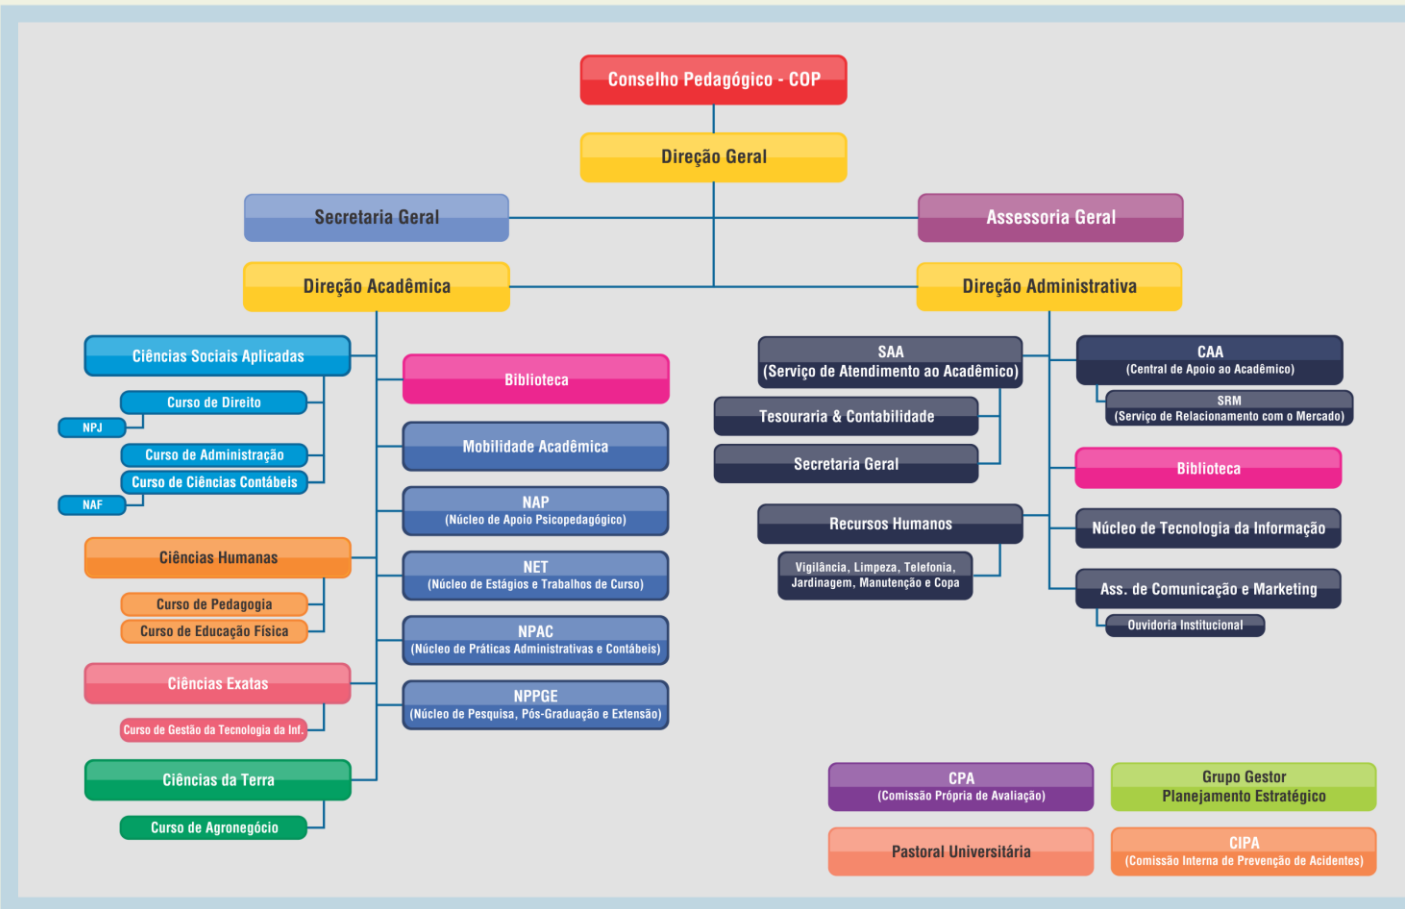 Conselho Pedagógico - COP
Direção Geral
Secretaria Geral
Assessoria Geral
Direção Acadêmica
Direção Administrativa
Ciências Sociais Aplicadas
Curso de Direito
NPJ
Curso de Administração
Curso de Ciências Contábeis
NAF
Ciências Humanas
Curso de Pedagogia
Curso de Educação Física
Ciências Exatas
Curso de Gestão da Tecnologia da Inf.
Ciências da Terra
Curso de Agronegócio
Biblioteca
Mobilidade Acadêmica
NAP
(Núcleo de Apoio Psicopedagógico)
NET
(Núcleo de Estágios e Trabalhos de Curso)
NPAC
(Núcleo de Práticas Administrativas e Contábeis)
NPPGE
(Núcleo de Pesquisa, Pós-Graduação e Extensão)
SAA
(Serviço de Atendimento ao Acadêmico)
Tesouraria & Contabilidade
Secretaria Geral
Recursos Humanos
Vigilância, Limpeza, Telefonia,
Jardinagem, Manutenção e Copa
CAA
(Central de Apoio ao Acadêmico)
SRM
(Serviço de Relacionamento com o Mercado)
Biblioteca
Núcleo de Tecnologia da Informação
Ass. de Comunicação e Marketing
Ouvidoria Institucional
CPA
(Comissão Própria de Avaliação)
Grupo Gestor
Planejamento Estratégico
Pastoral Universitária
CIPA
(Comissão Interna de Prevenção de Acidentes)